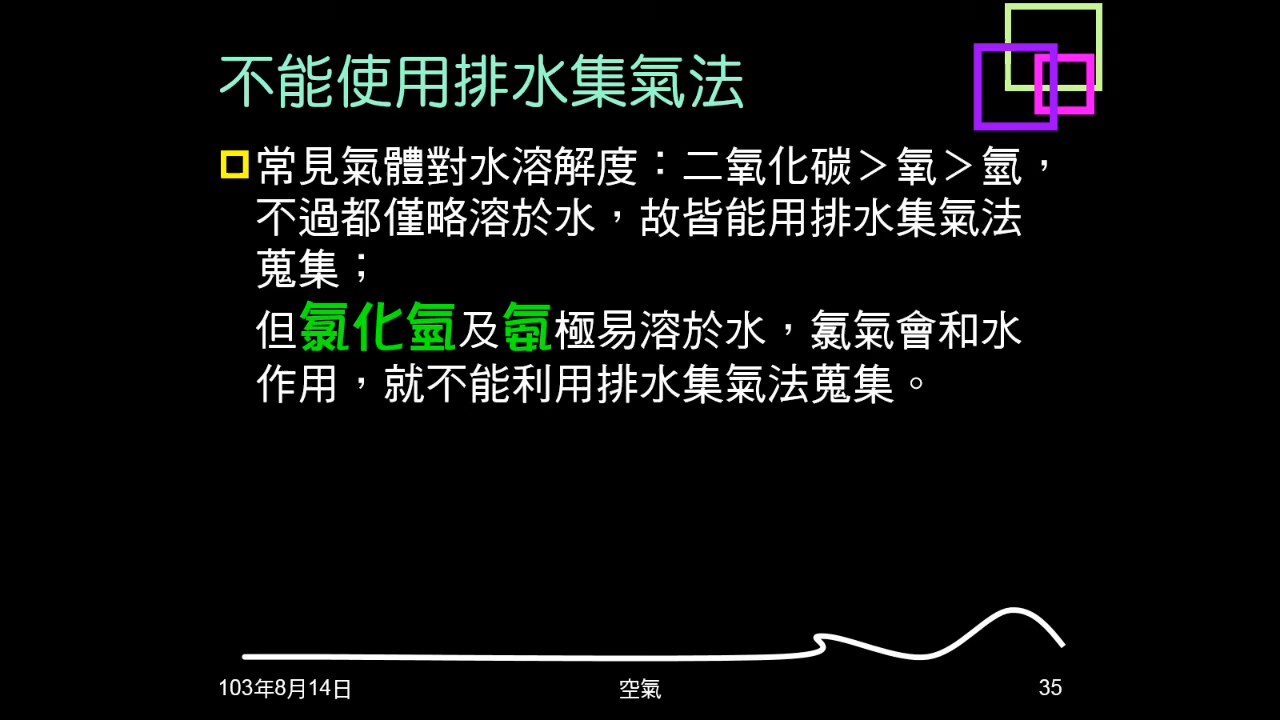 不能使用排水集氣法
常見氣體對水溶解度：二氧化碳＞氧＞氫，
不過都僅略溶於水，故皆能用排水集氣法
蒐集；
但氯化氫及氨極易溶於水，氯氣會和水
作用，就不能利用排水集氣法蒐集。
103年8月14日
空氣
35